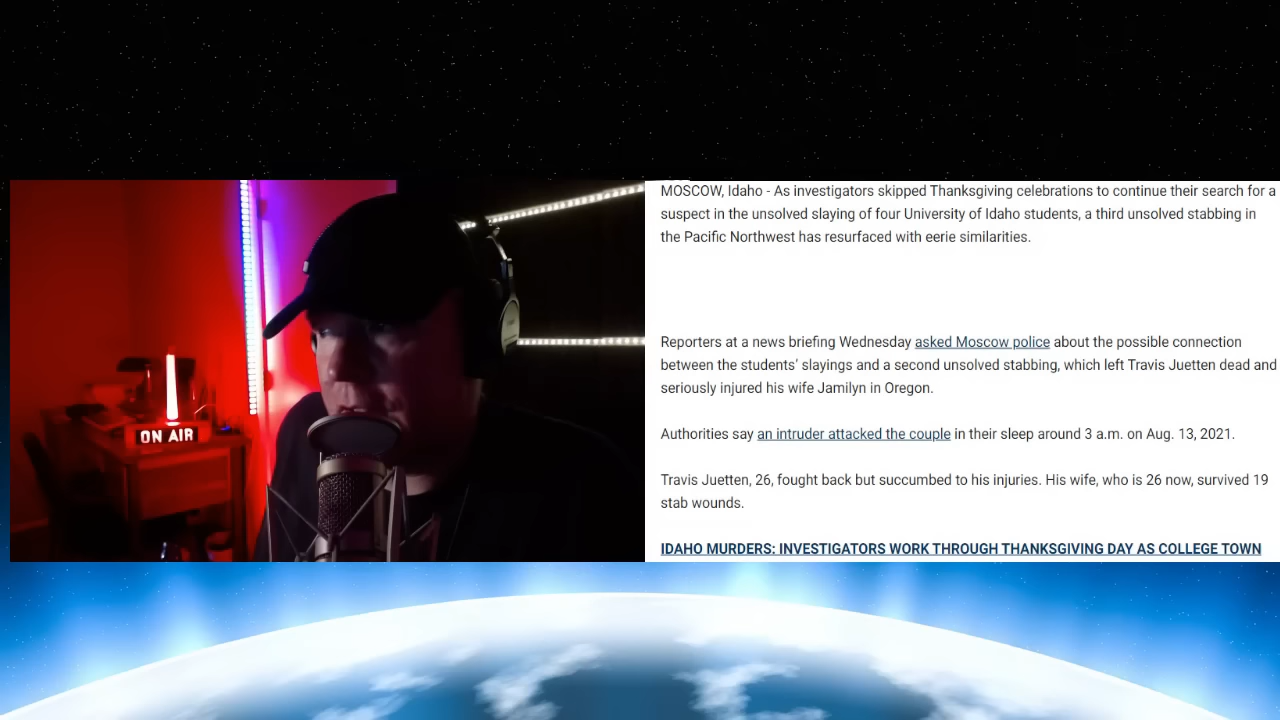 MOSCOW, Idaho - As investigators skipped Thanksgiving celebrations to continue their search for a
suspect in the unsolved slaying of four University of Idaho students, a third unsolved stabbing in
the Pacific Northwest has resurfaced with eerie similarities.
Reporters at a news briefing Wednesday asked Moscow police about the possible connection
between the students’ slayings and a second unsolved stabbing, which left Travis Juetten dead and
seriously injured his wife Jamilyn in Oregon.
Authorities say an intruder attacked the couple in their sleep around 3 a.m. on Aug. 13, 2021.
Travis Juetten, 26, fought back but succumbed to his injuries. His wife, who is 26 now, survived 19
stab wounds.
IDAHO MURDERS: INVESTIGATORS WORK THROUGH THANKSGIVING DAY AS COLLEGE TOWN
ON AIR